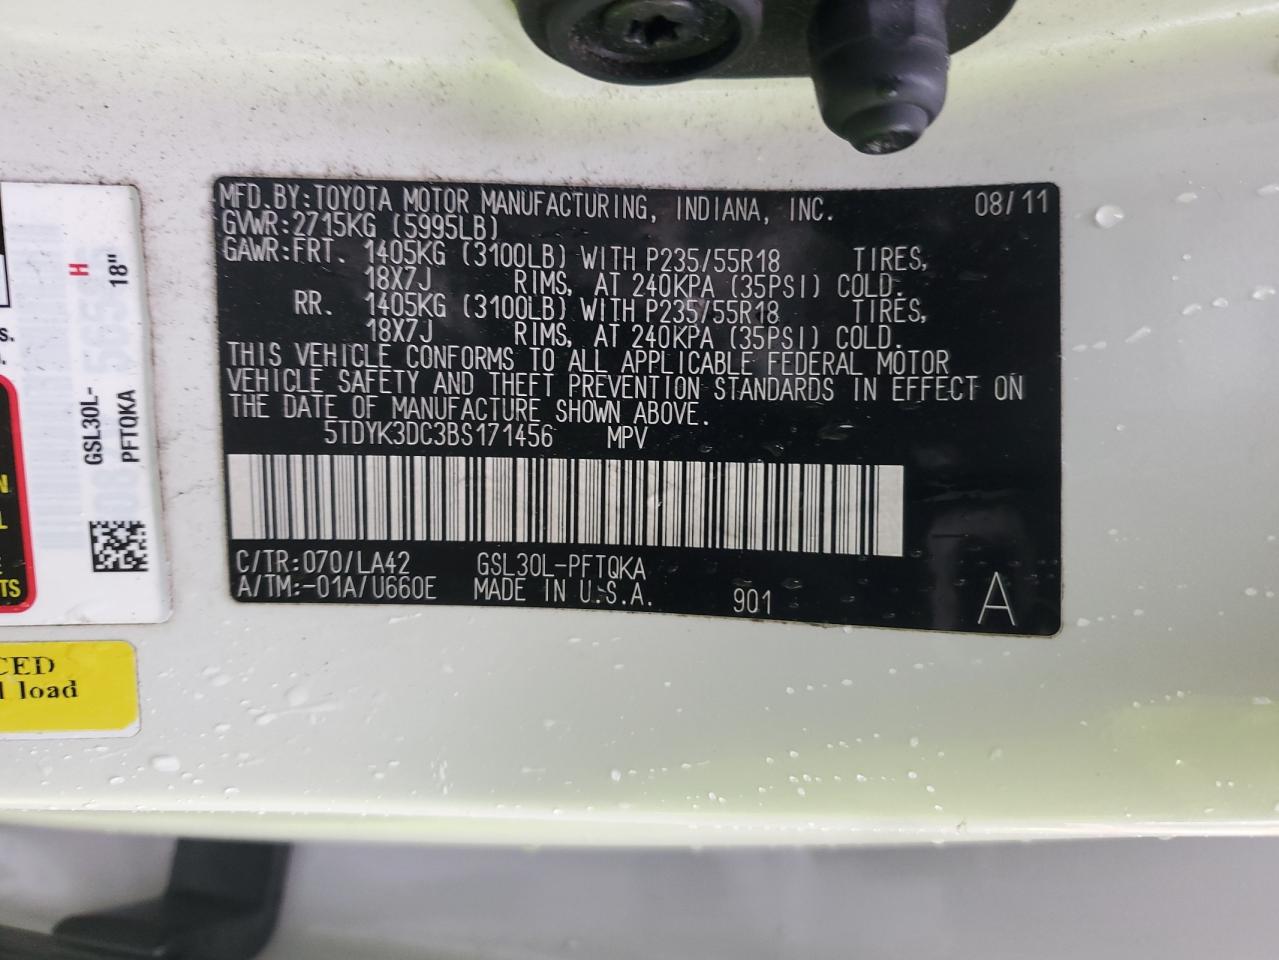 MFD.BY:TOYOTA MOTOR MANUFACTURING, INDIANA, INC. 08/11
GVWR:2715KG (5995LB)
GAWR:FRT. 1405KG (3100LB) WITH P235/55R18 TIRES,
18X7J RIMS, AT 240KPA (35PSI) COLD.
RR. 1405KG (3100LB) WITH P235/55R18 TIRES,
18X7J RIMS, AT 240KPA (35PSI) COLD.
THIS VEHICLE CONFORMS TO ALL APPLICABLE FEDERAL MOTOR
VEHICLE SAFETY AND THEFT PREVENTION STANDARDS IN EFFECT ON
THE DATE OF MANUFACTURE SHOWN ABOVE.
5TDYK3DC3BS171456 MPV
C/TR:070/LA42 GSL30L-PFTQKA
A/TM:-01A/U660E MADE IN U.S.A. 901 A
H
18"
GSL30L-
PFTQKA
s.
N
L
E
TS
CED
l load